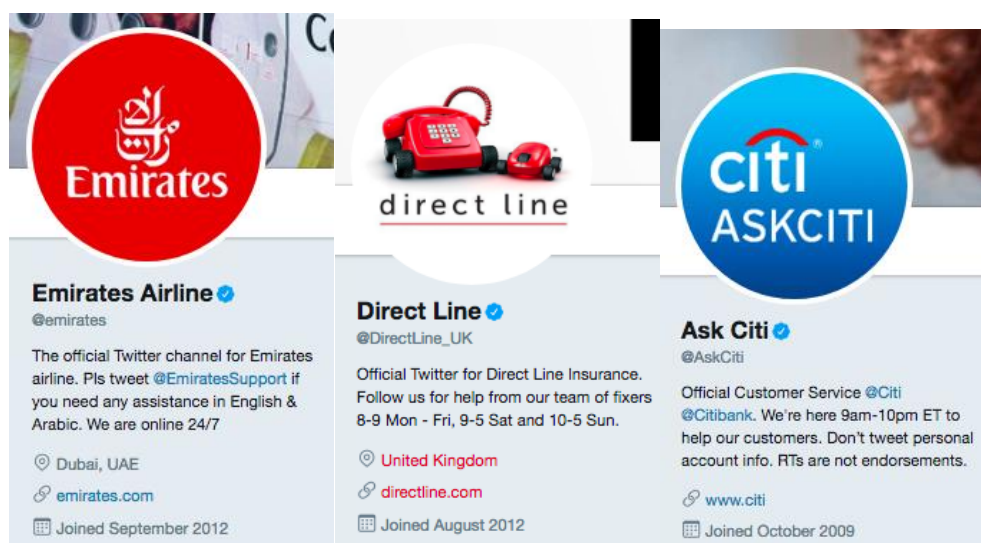 Co
الإمارات
Emirates
Emirates Airline
@emirates
The official Twitter channel for Emirates
airline. Pls tweet @EmiratesSupport if
you need any assistance in English &
Arabic. We are online 24/7
Dubai, UAE
emirates.com
Joined September 2012
direct line
Direct Line
@DirectLine_UK
Official Twitter for Direct Line Insurance.
Follow us for help from our team of fixers
8-9 Mon - Fri, 9-5 Sat and 10-5 Sun.
United Kingdom
directline.com
Joined August 2012
citi®
ASKCITI
Ask Citi
@AskCiti
Official Customer Service @Citi
@Citibank. We're here 9am-10pm ET to
help our customers. Don't tweet personal
account info. RTs are not endorsements.
www.citi
Joined October 2009